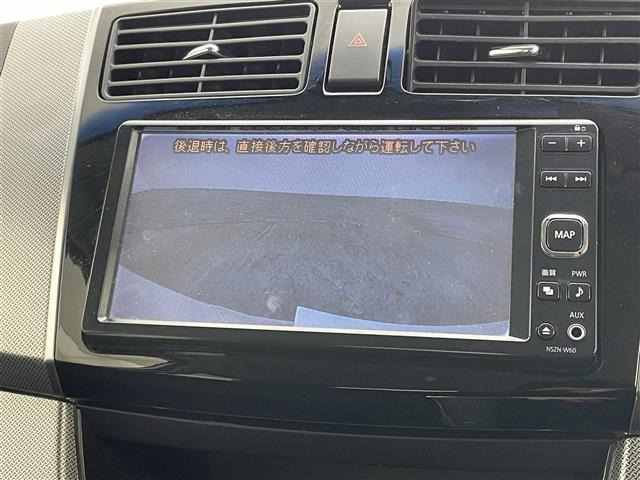 後退時は、直接後方を確認しながら運転して下さい
− +
MAP
画質 PWR
AUX
NSZN-W60